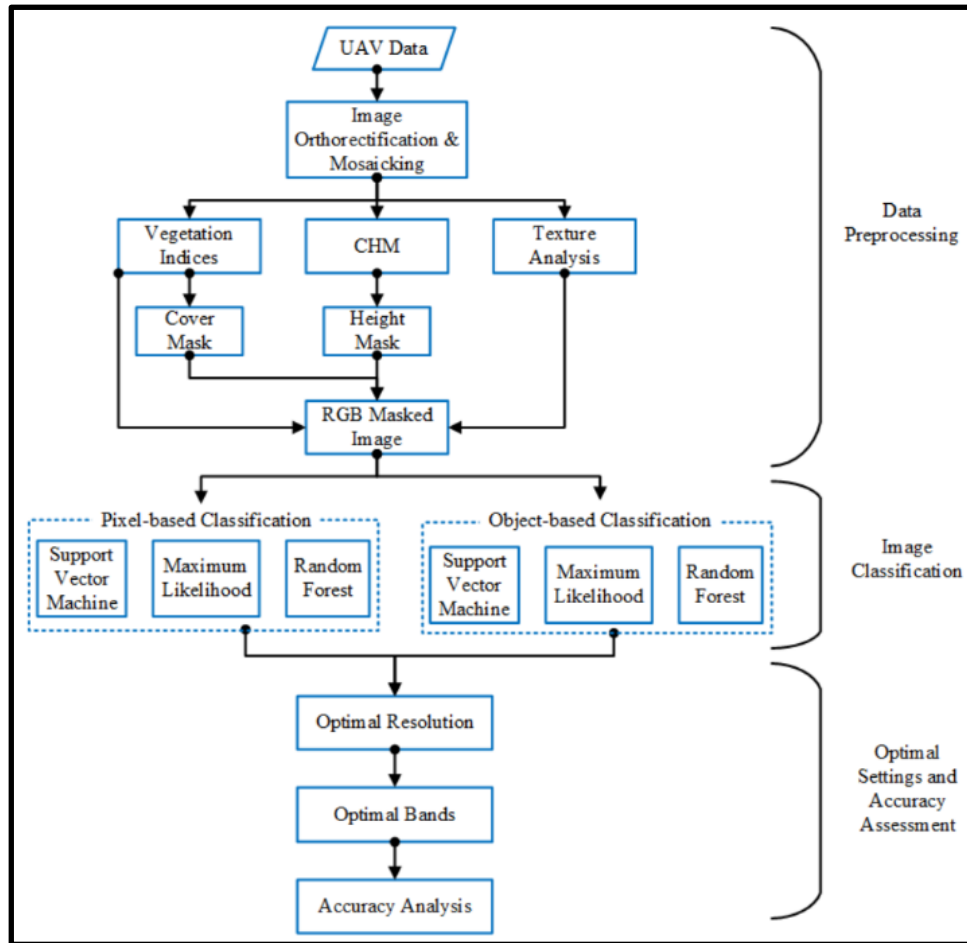 UAV Data
Image
Orthorectification &
Mosaicking
Vegetation
Indices
CHM
Texture
Analysis
Cover
Mask
Height
Mask
RGB Masked
Image
Data
Preprocessing
Pixel-based Classification
Support
Vector
Machine
Maximum
Likelihood
Random
Forest
Object-based Classification
Support
Vector
Machine
Maximum
Likelihood
Random
Forest
Image
Classification
Optimal Resolution
Optimal Bands
Accuracy Analysis
Optimal
Settings and
Accuracy
Assessment